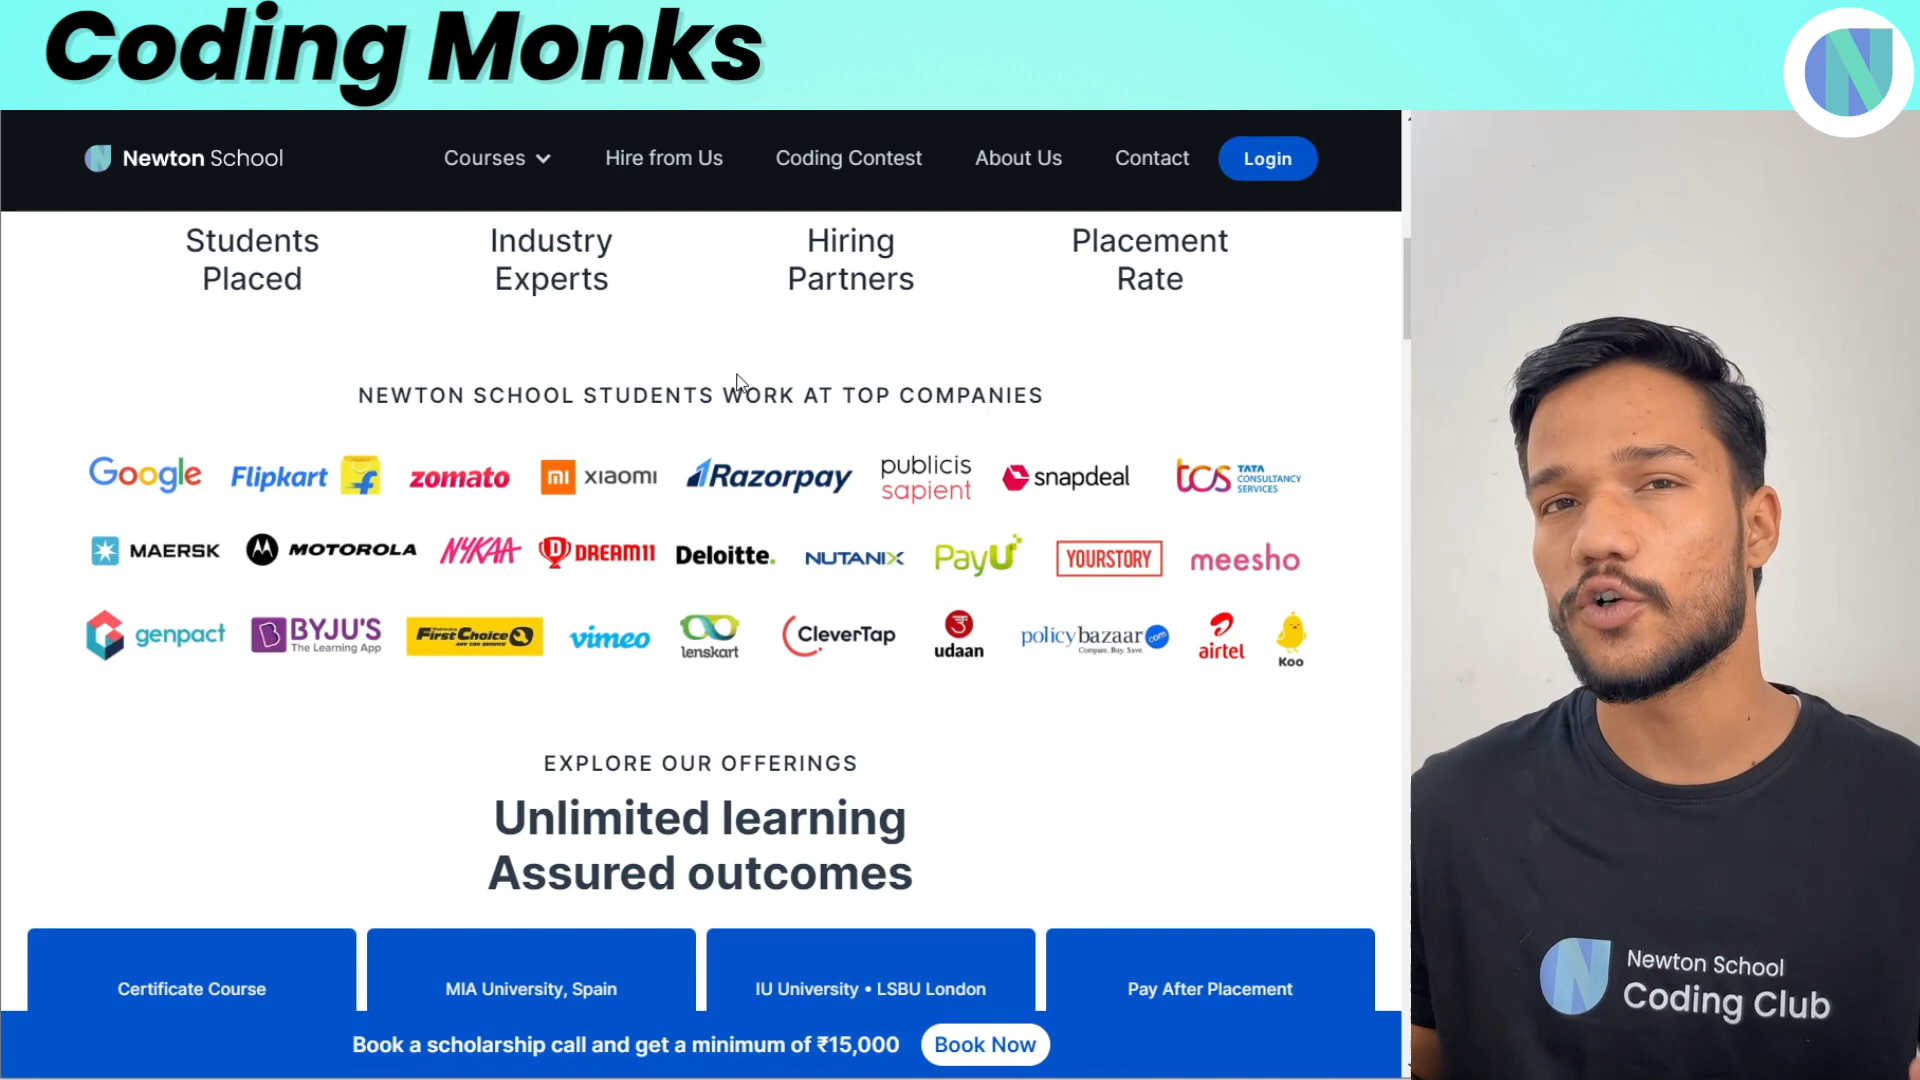 Coding Monks
Newton School
Courses
Hire from Us
Coding Contest
About Us
Contact
Login
Students
Placed
Industry
Experts
Hiring
Partners
Placement
Rate
NEWTON SCHOOL STUDENTS WORK AT TOP COMPANIES
Google
Flipkart
zomato
mi xiaomi
Razorpay
publicis
sapient
snapdeal
tcs TATA
CONSULTANCY
SERVICES
MAERSK
MOTOROLA
NYKAA
DREAM11
Deloitte.
NUTANIX
PayU
YOURSTORY
meesho
genpact
BYJU'S
The Learning App
First Choice
ANY CAR SERVICE
vimeo
lenskart
CleverTap
udaan
policybazaar.com
Compare. Buy. Save.
airtel
Koo
EXPLORE OUR OFFERINGS
Unlimited learning
Assured outcomes
Certificate Course
MIA University, Spain
IU University • LSBU London
Pay After Placement
Book a scholarship call and get a minimum of ₹15,000
Book Now
Newton School
Coding Club